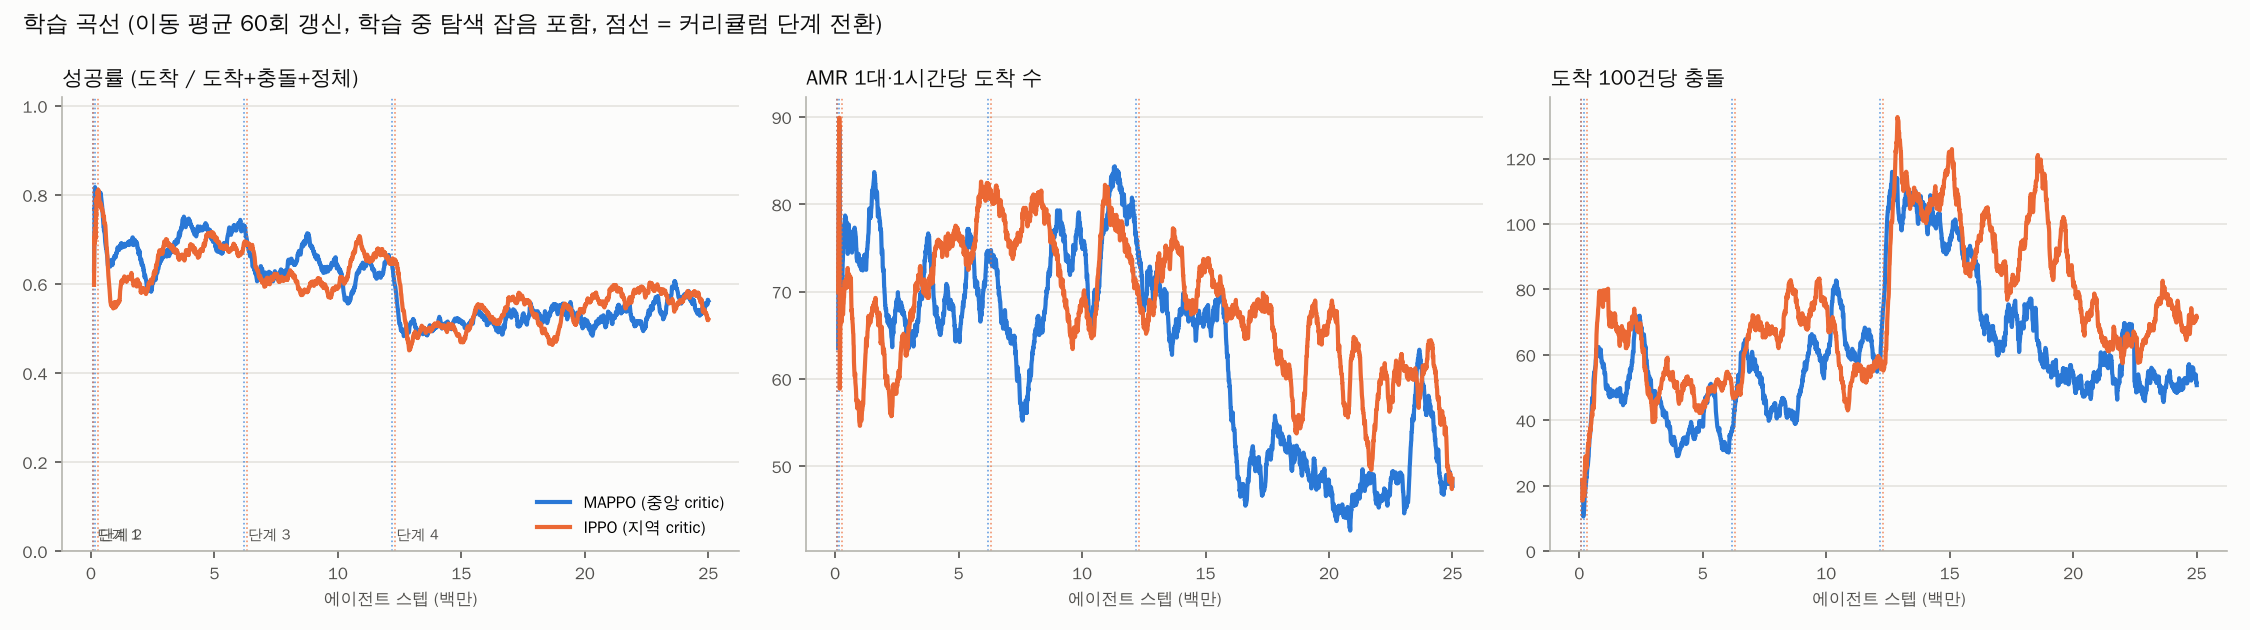 학습 곡선 (이동 평균 60회 갱신, 학습 중 탐색 잡음 포함, 점선 = 커리큘럼 단계 전환)
성공률 (도착 / 도착+충돌+정체)
1.0
0.8
0.6
0.4
0.2
0.0
단계 2
단계 3
단계 4
MAPPO (중앙 critic)
IPPO (지역 critic)
0 5 10 15 20 25
에이전트 스텝 (백만)
AMR 1대·1시간당 도착 수
90
80
70
60
50
0 5 10 15 20 25
에이전트 스텝 (백만)
도착 100건당 충돌
120
100
80
60
40
20
0
0 5 10 15 20 25
에이전트 스텝 (백만)